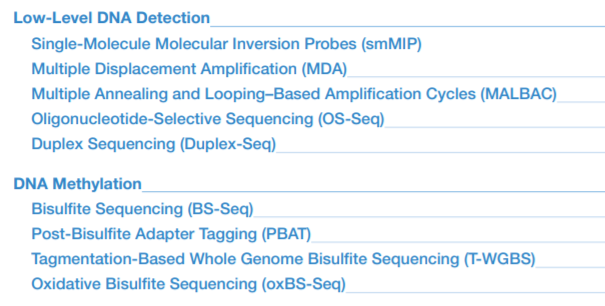 Low-Level DNA Detection
Single-Molecule Molecular Inversion Probes (smMIP)
Multiple Displacement Amplification (MDA)
Multiple Annealing and Looping–Based Amplification Cycles (MALBAC)
Oligonucleotide-Selective Sequencing (OS-Seq)
Duplex Sequencing (Duplex-Seq)
DNA Methylation
Bisulfite Sequencing (BS-Seq)
Post-Bisulfite Adapter Tagging (PBAT)
Tagmentation-Based Whole Genome Bisulfite Sequencing (T-WGBS)
Oxidative Bisulfite Sequencing (oxBS-Seq)